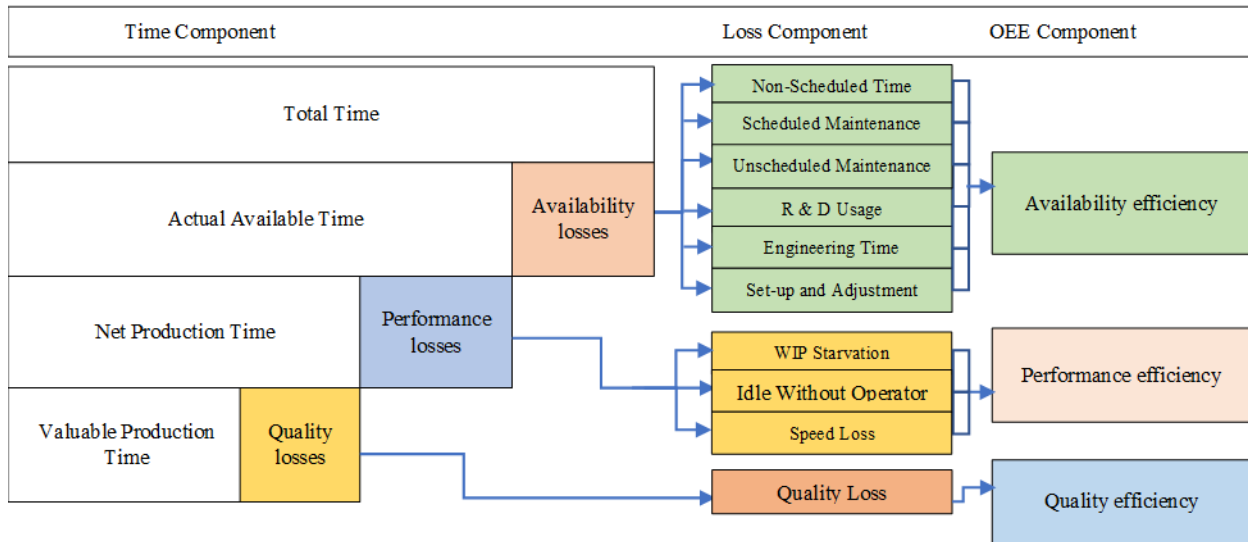 Time Component
Loss Component
OEE Component
Total Time
Actual Available Time
Availability
losses
Net Production Time
Performance
losses
Valuable Production
Time
Quality
losses
Non-Scheduled Time
Scheduled Maintenance
Unscheduled Maintenance
R & D Usage
Engineering Time
Set-up and Adjustment
Availability efficiency
WIP Starvation
Idle Without Operator
Speed Loss
Performance efficiency
Quality Loss
Quality efficiency